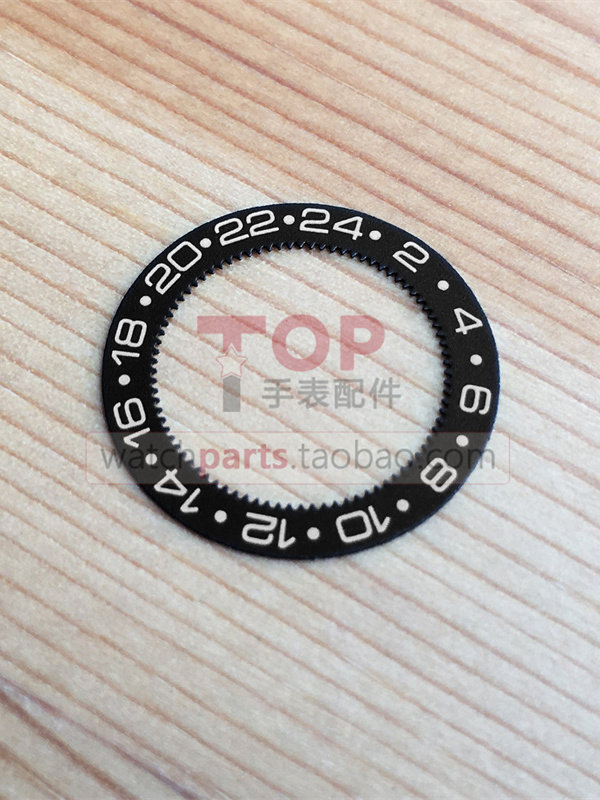 24 • 2 • 4 • 6 • 8 • 10 • 12 • 14 • 16 • 18 • 20 • 22 •
TOP
手表配件
watchparts.taobao.com